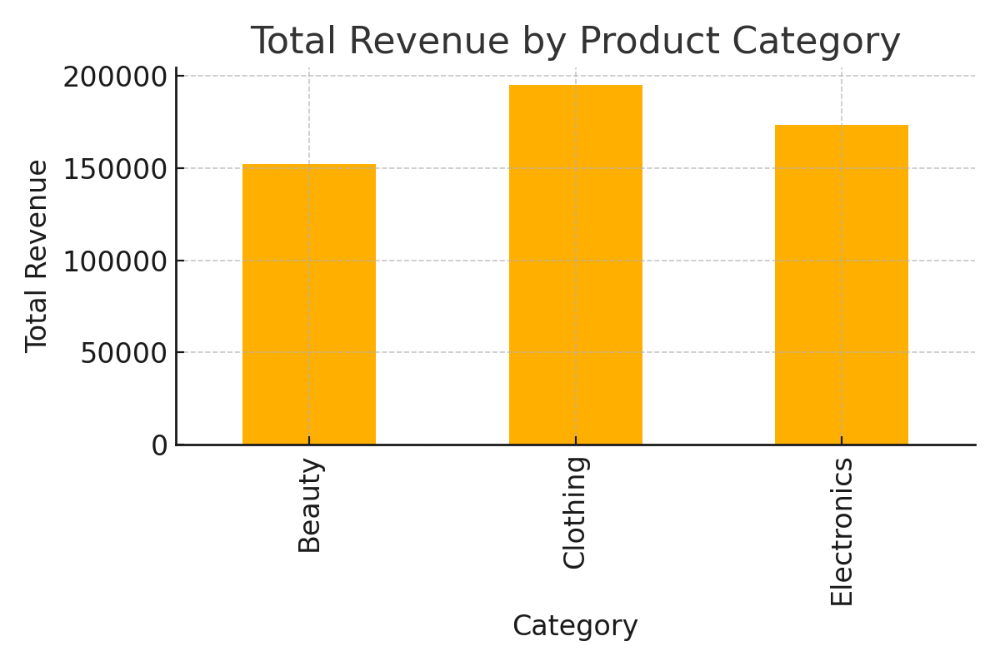 Total Revenue by Product Category
Total Revenue
200000
150000
100000
50000
0
Beauty
Clothing
Electronics
Category